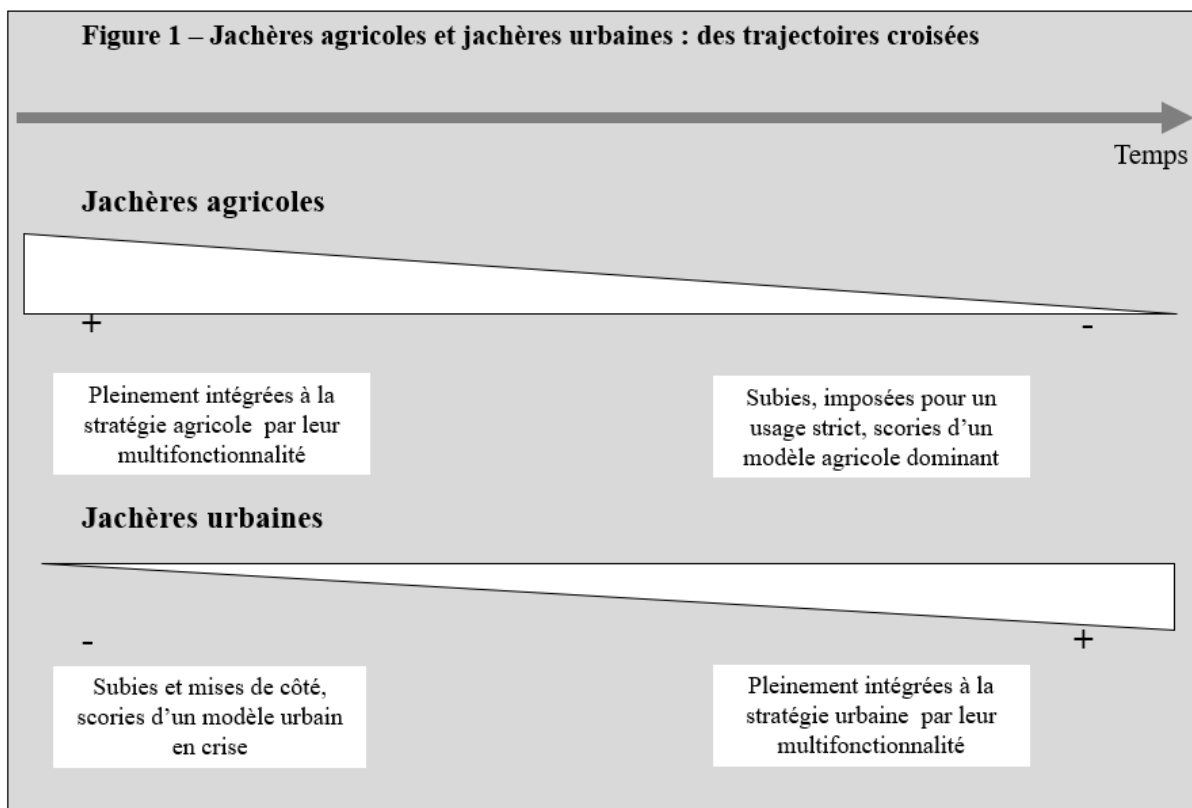 Figure 1 – Jachères agricoles et jachères urbaines : des trajectoires croisées
Temps
Jachères agricoles
+
-
Pleinement intégrées à la
stratégie agricole par leur
multifonctionnalité
Subies, imposées pour un
usage strict, scories d’un
modèle agricole dominant
Jachères urbaines
-
+
Subies et mises de côté,
scories d’un modèle urbain
en crise
Pleinement intégrées à la
stratégie urbaine par leur
multifonctionnalité